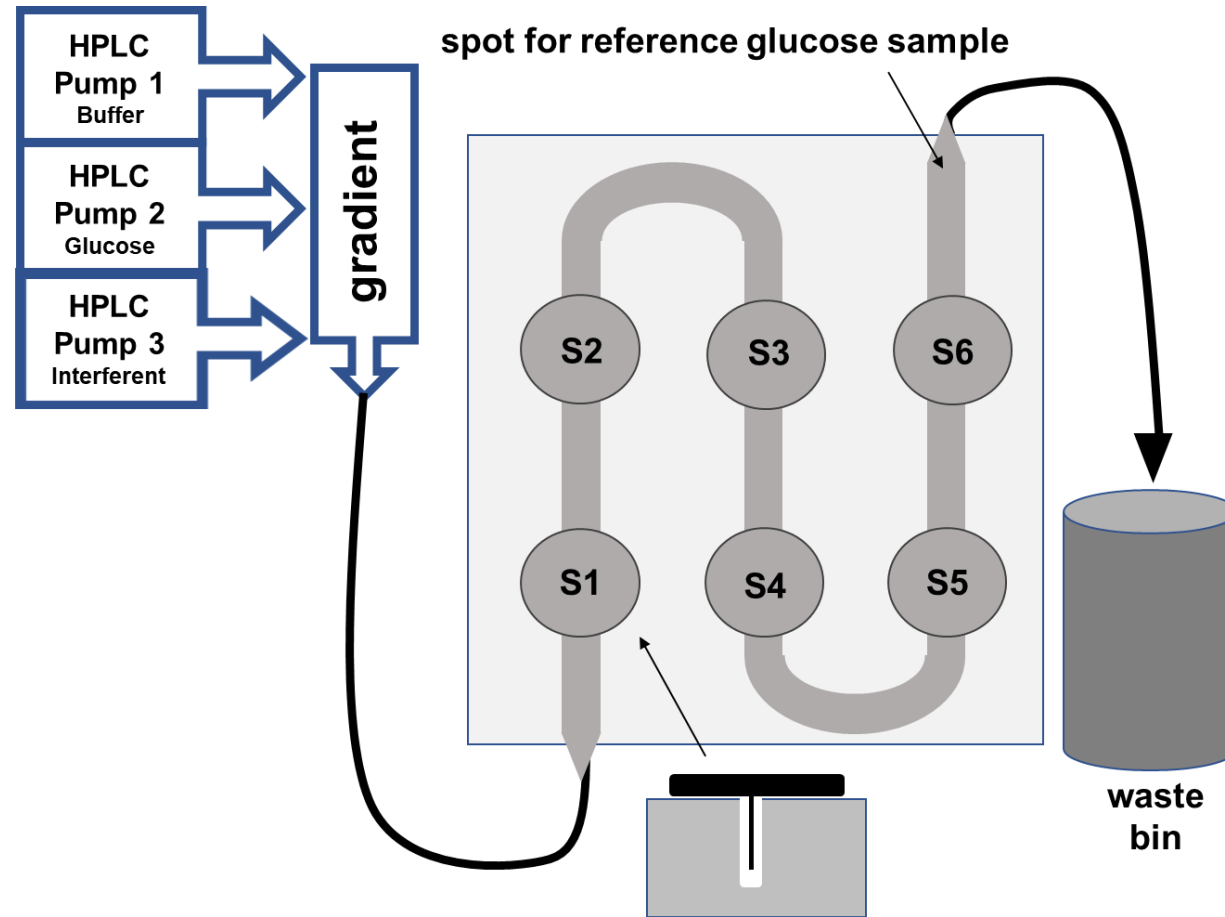 HPLC
Pump 1
Buffer
HPLC
Pump 2
Glucose
HPLC
Pump 3
Interferent
gradient
spot for reference glucose sample
S2
S3
S6
S1
S4
S5
waste
bin